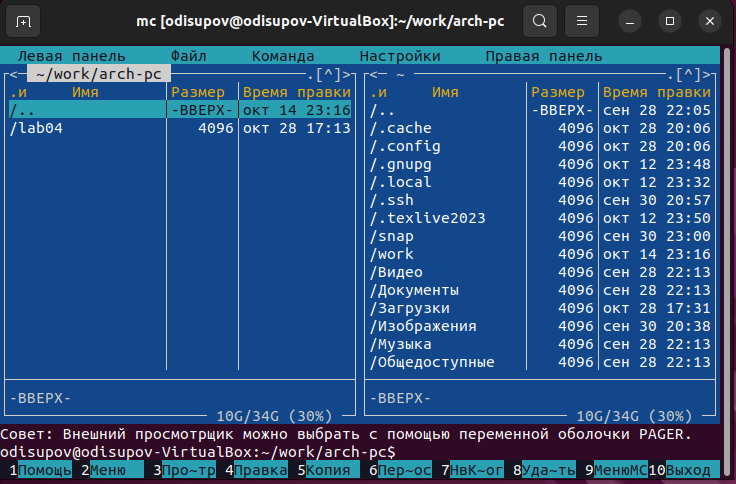 mc [odisupov@odisupov-VirtualBox]:~/work/arch-pc
Левая панель Файл Команда Настройки Правая панель
<─ ~/work/arch-pc .[^]>
.и Имя Размер Время правки
/.. -ВВЕРХ- окт 14 23:16
/lab04 4096 окт 28 17:13
-ВВЕРХ-
10G/34G (30%)
<─ ~ .[^]>
.и Имя Размер Время правки
/.. -ВВЕРХ- сен 28 22:05
/.cache 4096 окт 28 20:06
/.config 4096 окт 28 20:06
/.gnupg 4096 окт 12 23:48
/.local 4096 окт 12 23:32
/.ssh 4096 сен 30 20:57
/.texlive2023 4096 окт 12 23:50
/snap 4096 сен 30 23:00
/work 4096 окт 14 23:16
/Видео 4096 сен 28 22:13
/Документы 4096 сен 28 22:13
/Загрузки 4096 окт 28 17:31
/Изображения 4096 сен 30 20:38
/Музыка 4096 сен 28 22:13
/Общедоступные 4096 сен 28 22:13
-ВВЕРХ-
10G/34G (30%)
Совет: Внешний просмотрщик можно выбрать с помощью переменной оболочки PAGER.
odisupov@odisupov-VirtualBox:~/work/arch-pc$
1Помощь 2Меню 3Про~тр 4Правка 5Копия 6Пер~ос 7НвК~ог 8Уда~ть 9МенюMC 10Выход